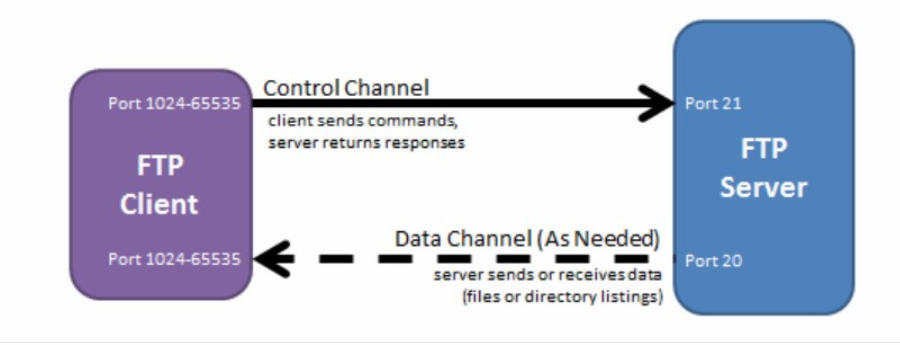 Control Channel
Port 1024-65535
Port 21
client sends commands,
server returns responses
FTP
Client
FTP
Server
Data Channel (As Needed)
Port 1024-65535
Port 20
server sends or receives data
(files or directory listings)